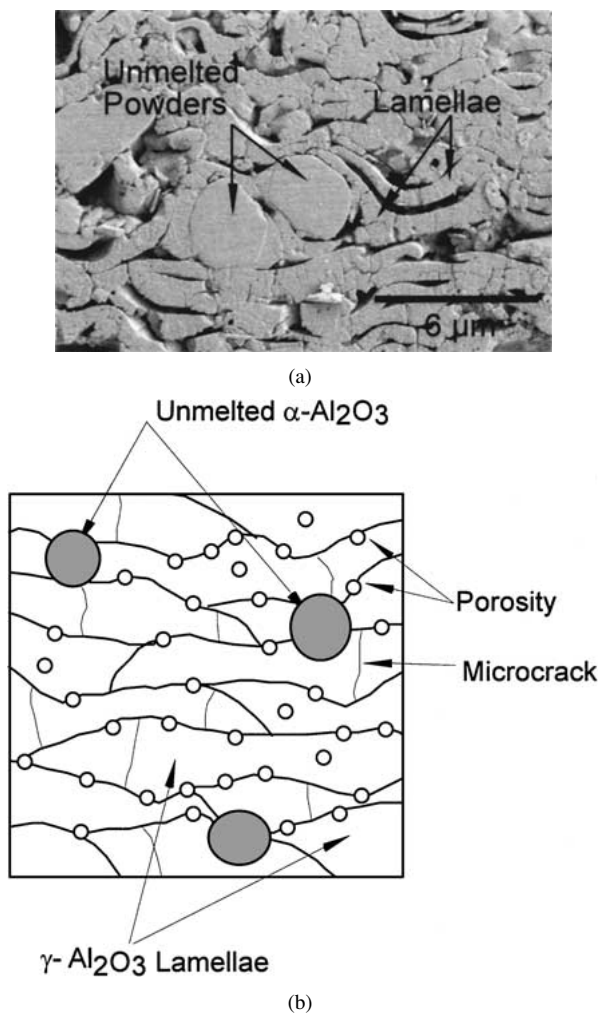 Unmelted
Powders
Lamellae
6 μm
(a)
Unmelted α-Al2O3
Porosity
Microcrack
γ- Al2O3 Lamellae
(b)